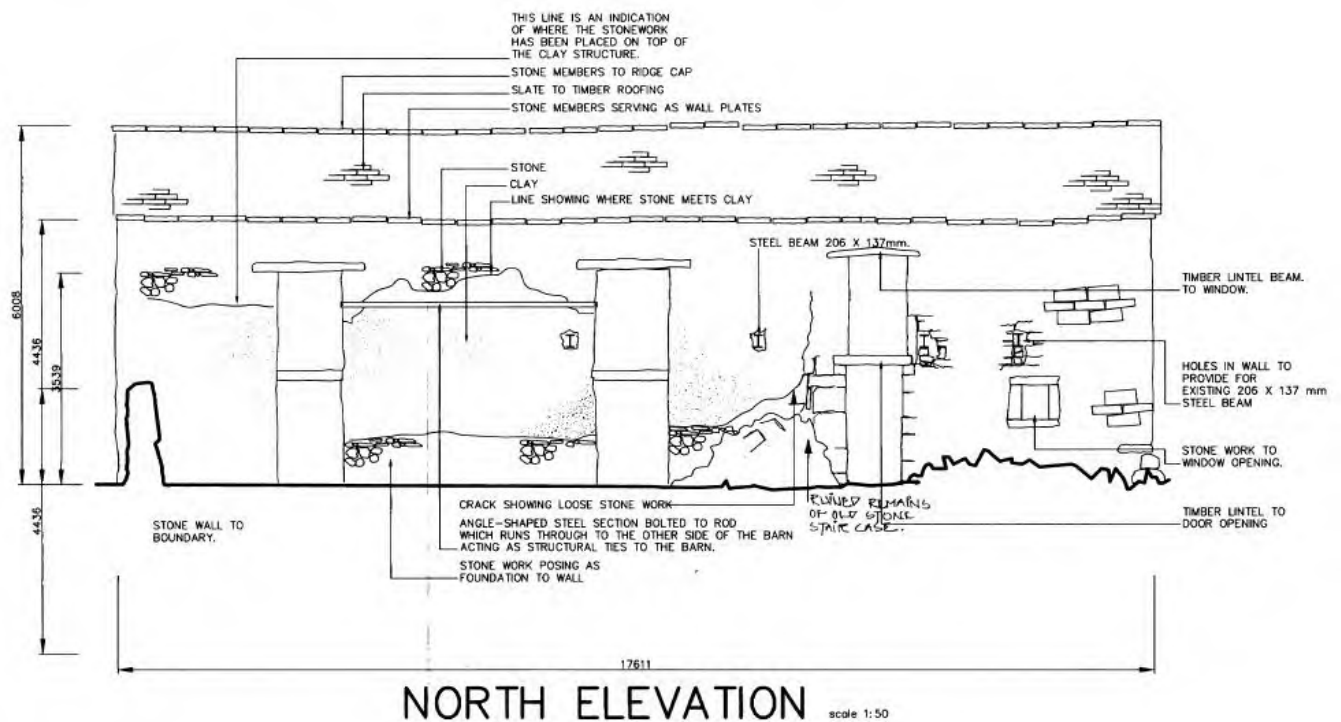 THIS LINE IS AN INDICATION
OF WHERE THE STONEWORK
HAS BEEN PLACED ON TOP OF
THE CLAY STRUCTURE.
STONE MEMBERS TO RIDGE CAP
SLATE TO TIMBER ROOFING
STONE MEMBERS SERVING AS WALL PLATES
STONE
CLAY
LINE SHOWING WHERE STONE MEETS CLAY
STEEL BEAM 206 X 137mm.
TIMBER LINTEL BEAM.
TO WINDOW.
6008
4436
3539
HOLES IN WALL TO
PROVIDE FOR
EXISTING 206 X 137 mm
STEEL BEAM
STONE WORK TO
WINDOW OPENING.
4436
STONE WALL TO
BOUNDARY.
CRACK SHOWING LOOSE STONE WORK
ANGLE-SHAPED STEEL SECTION BOLTED TO ROD
WHICH RUNS THROUGH TO THE OTHER SIDE OF THE BARN
ACTING AS STRUCTURAL TIES TO THE BARN.
STONE WORK POSING AS
FOUNDATION TO WALL
RUINED REMAINS
OF OLD STONE
STAIR CASE.
TIMBER LINTEL TO
DOOR OPENING
17611
NORTH ELEVATION scale 1:50